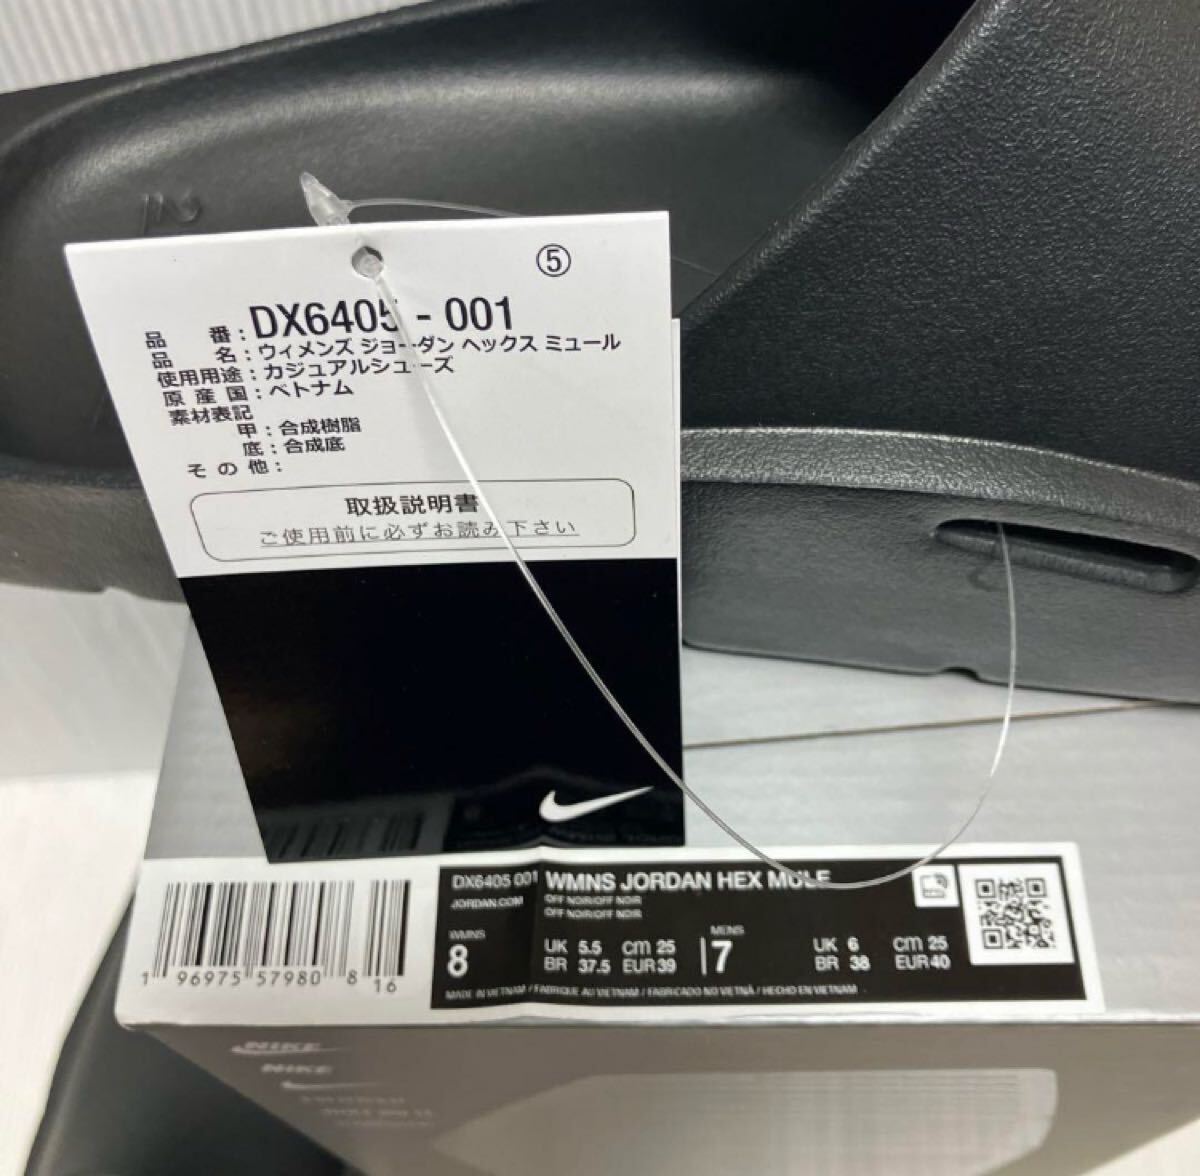 ⑤
品番:DX6405-001
品名:ウィメンズ ジョーダン ヘックス ミュール
使用用途:カジュアルシューズ
原産国:ベトナム
素材表記
甲:合成樹脂
底:合成底
その他:
取扱説明書
ご使用前に必ずお読み下さい
DX6405 001 WMNS JORDAN HEX MULE
JORDAN.COM
OFF NOIR/OFF NOIR
OFF NOIR/OFF NOIR
WMNS
8
UK 5.5 cm 25
BR 37.5 EUR 39
MENS
7
UK 6 cm 25
BR 38 EUR 40
MADE IN VIETNAM / FABRIQUE AU VIETNAM / FABRICADO NO VIETNÃ / HECHO EN VIETNAM
1 96975 57980 8 16
NIKE
NIKE